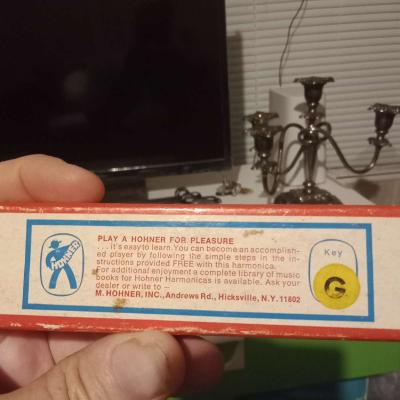 HOHNER
PLAY A HOHNER FOR PLEASURE
... It's easy to learn. You can become an accomplish-
ed player by following the simple steps in the in-
structions provided FREE with this harmonica.
For additional enjoyment a complete library of music
books for Hohner Harmonicas is available. Ask your
dealer or write to –
M. HOHNER, INC., Andrews Rd., Hicksville, N.Y. 11802
Key
G